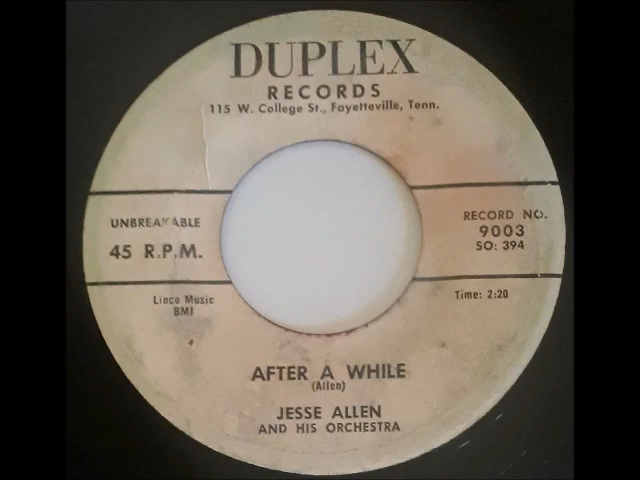 DUPLEX
RECORDS
115 W. College St., Fayetteville, Tenn.
UNBREAKABLE
45 R.P.M.
RECORD NO.
9003
SO: 394
Linco Music
BMI
Time: 2:20
AFTER A WHILE
(Allen)
JESSE ALLEN
AND HIS ORCHESTRA